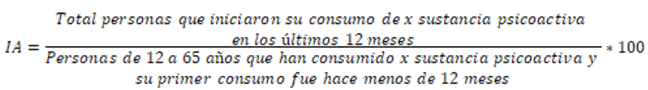 Total personas que iniciaron su consumo de x sustancia psicoactiva
en los últimos 12 meses
IA = * 100
Personas de 12 a 65 años que han consumido x sustancia psicoactiva y
su primer consumo fue hace menos de 12 meses